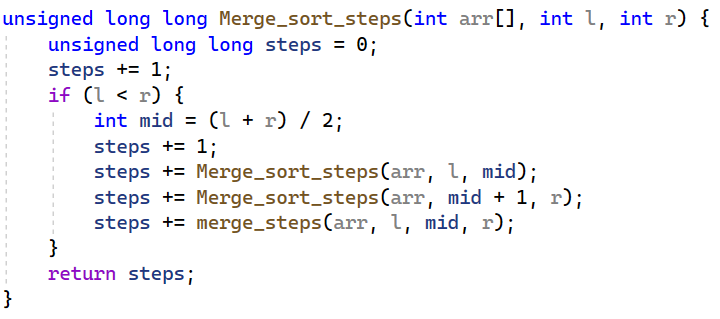 unsigned long long Merge_sort_steps(int arr[], int l, int r) {
    unsigned long long steps = 0;
    steps += 1;
    if (l < r) {
        int mid = (l + r) / 2;
        steps += 1;
        steps += Merge_sort_steps(arr, l, mid);
        steps += Merge_sort_steps(arr, mid + 1, r);
        steps += merge_steps(arr, l, mid, r);
    }
    return steps;
}